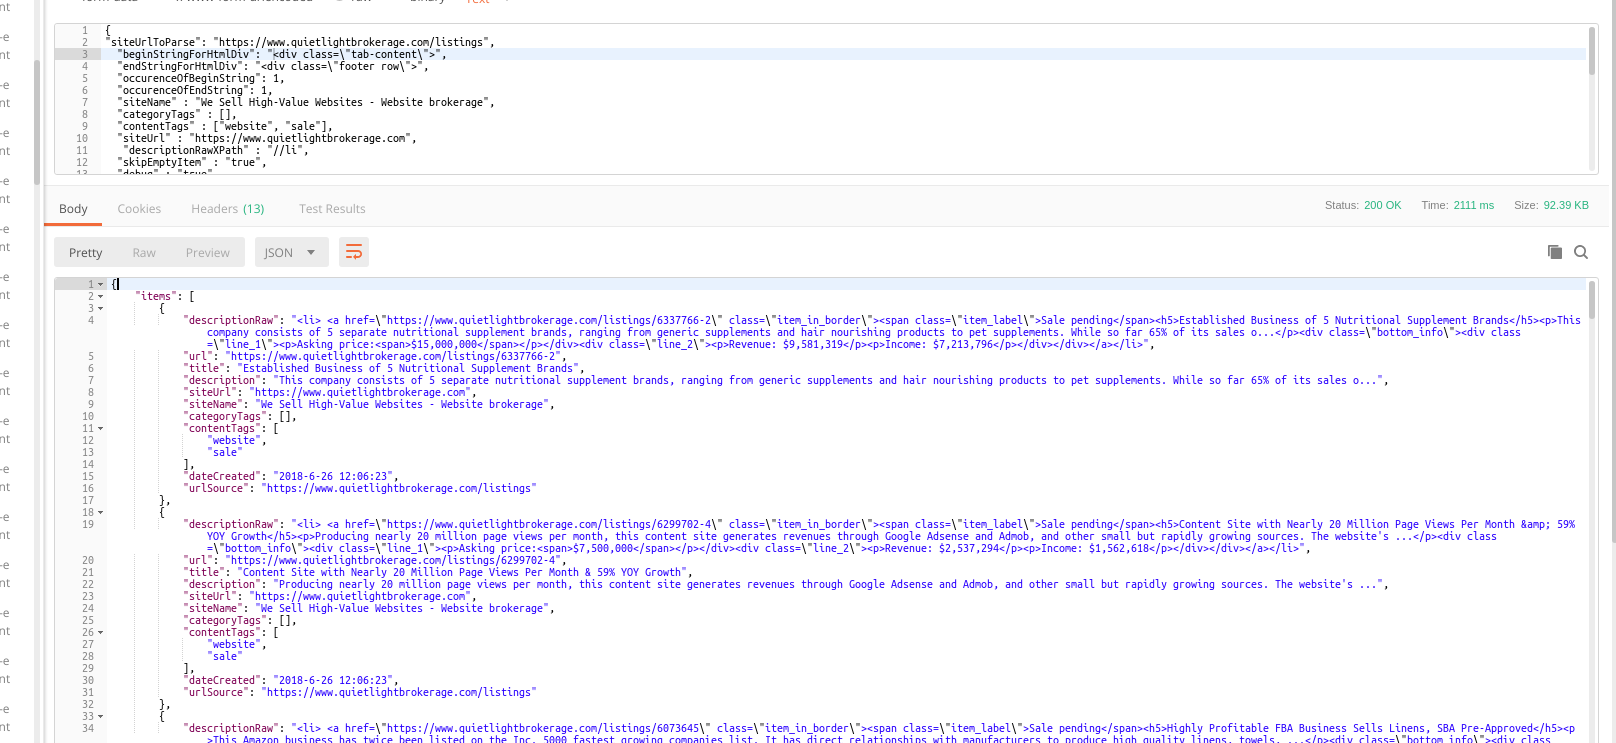 form-data x-www-form-urlencoded raw binary Text
1 {
2 "siteUrlToParse": "https://www.quietlightbrokerage.com/listings",
3 "beginStringForHtmlDiv": "<div class=\"tab-content\">",
4 "endStringForHtmlDiv": "<div class=\"footer row\">",
5 "occurenceOfBeginString": 1,
6 "occurenceOfEndString": 1,
7 "siteName" : "We Sell High-Value Websites - Website brokerage",
8 "categoryTags" : [],
9 "contentTags" : ["website", "sale"],
10 "siteUrl" : "https://www.quietlightbrokerage.com",
11 "descriptionRawXPath" : "//li",
12 "skipEmptyItem" : "true",
13 "debug" : "true"
Body Cookies Headers (13) Test Results Status: 200 OK Time: 2111 ms Size: 92.39 KB
Pretty Raw Preview JSON
1 {
2 "items": [
3 {
4 "descriptionRaw": "<li> <a href=\"https://www.quietlightbrokerage.com/listings/6337766-2\" class=\"item_in_border\"><span class=\"item_label\">Sale pending</span><h5>Established Business of 5 Nutritional Supplement Brands</h5><p>This
company consists of 5 separate nutritional supplement brands, ranging from generic supplements and hair nourishing products to pet supplements. While so far 65% of its sales o...</p><div class=\"bottom_info\"><div class
=\"line_1\"><p>Asking price:<span>$15,000,000</span></p></div><div class=\"line_2\"><p>Revenue: $9,581,319</p><p>Income: $7,213,796</p></div></div></a></li>",
5 "url": "https://www.quietlightbrokerage.com/listings/6337766-2",
6 "title": "Established Business of 5 Nutritional Supplement Brands",
7 "description": "This company consists of 5 separate nutritional supplement brands, ranging from generic supplements and hair nourishing products to pet supplements. While so far 65% of its sales o...",
8 "siteUrl": "https://www.quietlightbrokerage.com",
9 "siteName": "We Sell High-Value Websites - Website brokerage",
10 "categoryTags": [],
11 "contentTags": [
12 "website",
13 "sale"
14 ],
15 "dateCreated": "2018-6-26 12:06:23",
16 "urlSource": "https://www.quietlightbrokerage.com/listings"
17 },
18 {
19 "descriptionRaw": "<li> <a href=\"https://www.quietlightbrokerage.com/listings/6299702-4\" class=\"item_in_border\"><span class=\"item_label\">Sale pending</span><h5>Content Site with Nearly 20 Million Page Views Per Month &amp; 59%
YOY Growth</h5><p>Producing nearly 20 million page views per month, this content site generates revenues through Google Adsense and Admob, and other small but rapidly growing sources. The website's ...</p><div class
=\"bottom_info\"><div class=\"line_1\"><p>Asking price:<span>$7,500,000</span></p></div><div class=\"line_2\"><p>Revenue: $2,537,294</p><p>Income: $1,562,618</p></div></div></a></li>",
20 "url": "https://www.quietlightbrokerage.com/listings/6299702-4",
21 "title": "Content Site with Nearly 20 Million Page Views Per Month & 59% YOY Growth",
22 "description": "Producing nearly 20 million page views per month, this content site generates revenues through Google Adsense and Admob, and other small but rapidly growing sources. The website's ...",
23 "siteUrl": "https://www.quietlightbrokerage.com",
24 "siteName": "We Sell High-Value Websites - Website brokerage",
25 "categoryTags": [],
26 "contentTags": [
27 "website",
28 "sale"
29 ],
30 "dateCreated": "2018-6-26 12:06:23",
31 "urlSource": "https://www.quietlightbrokerage.com/listings"
32 },
33 {
34 "descriptionRaw": "<li> <a href=\"https://www.quietlightbrokerage.com/listings/6073645\" class=\"item_in_border\"><span class=\"item_label\">Sale pending</span><h5>Highly Profitable FBA Business Sells Linens, SBA Pre-Approved</h5><p
>This Amazon business has twice been listed on the Inc. 5000 fastest growing companies list. It has direct relationships with manufacturers to produce high quality linens, towels, ...</p><div class=\"bottom_info\"><div class